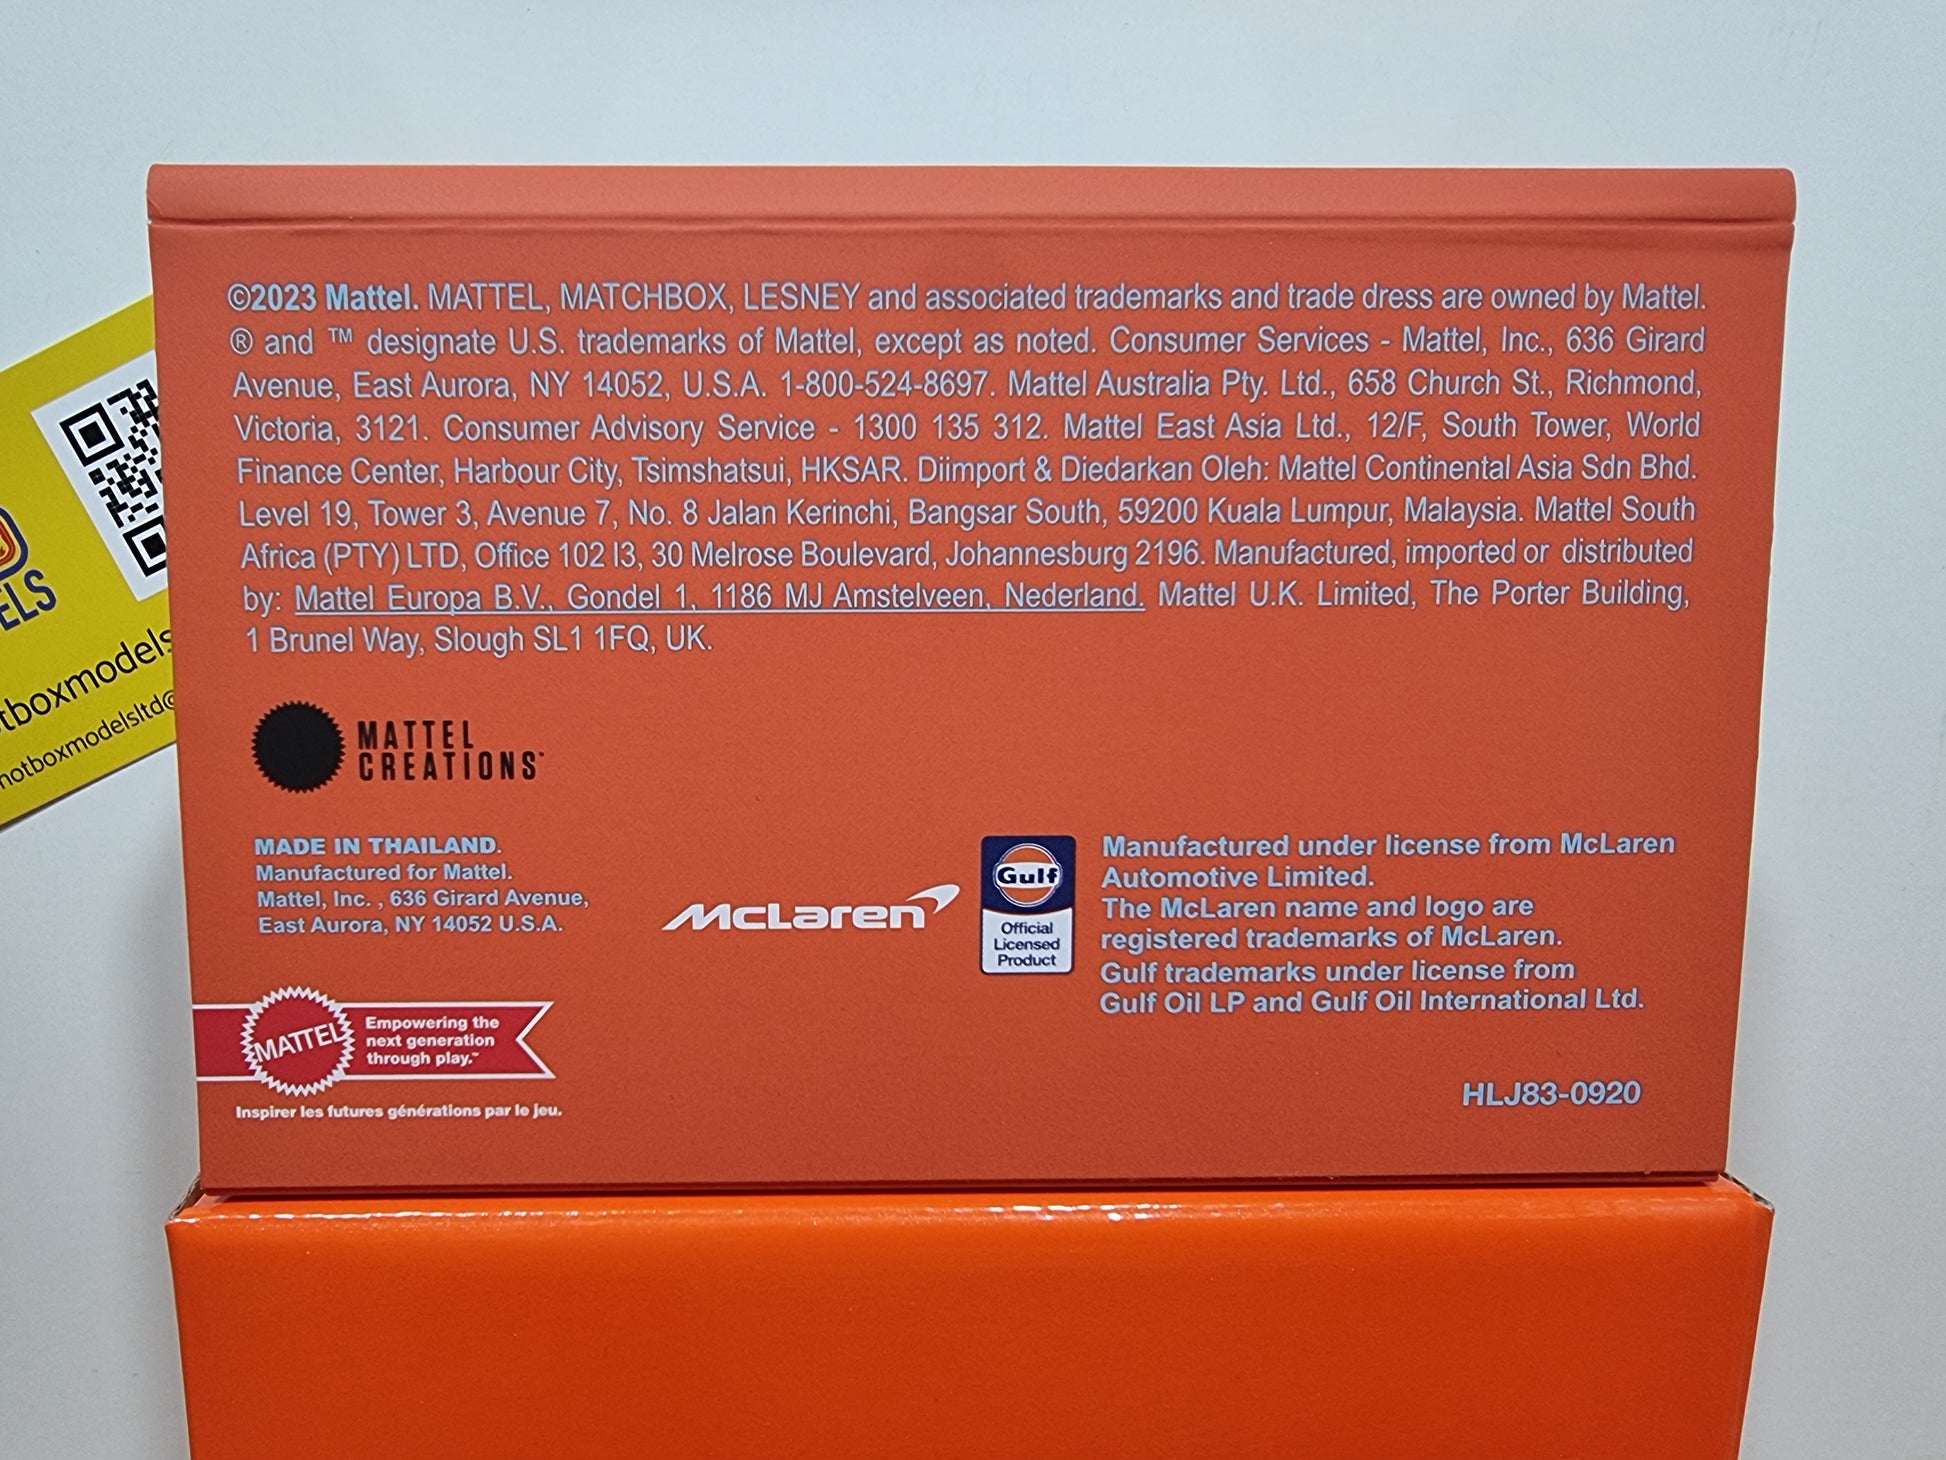 ©2023 Mattel. MATTEL, MATCHBOX, LESNEY and associated trademarks and trade dress are owned by Mattel.
® and ™ designate U.S. trademarks of Mattel, except as noted. Consumer Services - Mattel, Inc., 636 Girard
Avenue, East Aurora, NY 14052, U.S.A. 1-800-524-8697. Mattel Australia Pty. Ltd., 658 Church St., Richmond,
Victoria, 3121. Consumer Advisory Service - 1300 135 312. Mattel East Asia Ltd., 12/F, South Tower, World
Finance Center, Harbour City, Tsimshatsui, HKSAR. Diimport & Diedarkan Oleh: Mattel Continental Asia Sdn Bhd.
Level 19, Tower 3, Avenue 7, No. 8 Jalan Kerinchi, Bangsar South, 59200 Kuala Lumpur, Malaysia. Mattel South
Africa (PTY) LTD, Office 102 I3, 30 Melrose Boulevard, Johannesburg 2196. Manufactured, imported or distributed
by: Mattel Europa B.V., Gondel 1, 1186 MJ Amstelveen, Nederland. Mattel U.K. Limited, The Porter Building,
1 Brunel Way, Slough SL1 1FQ, UK.
ELS
tboxmodels
hotboxmodelsltd@
MATTEL
CREATIONS™
MADE IN THAILAND.
Manufactured for Mattel.
Mattel, Inc. , 636 Girard Avenue,
East Aurora, NY 14052 U.S.A.
McLaren
Gulf
Official
Licensed
Product
Manufactured under license from McLaren
Automotive Limited.
The McLaren name and logo are
registered trademarks of McLaren.
Gulf trademarks under license from
Gulf Oil LP and Gulf Oil International Ltd.
MATTEL
Empowering the
next generation
through play.™
Inspirer les futures générations par le jeu.
HLJ83-0920